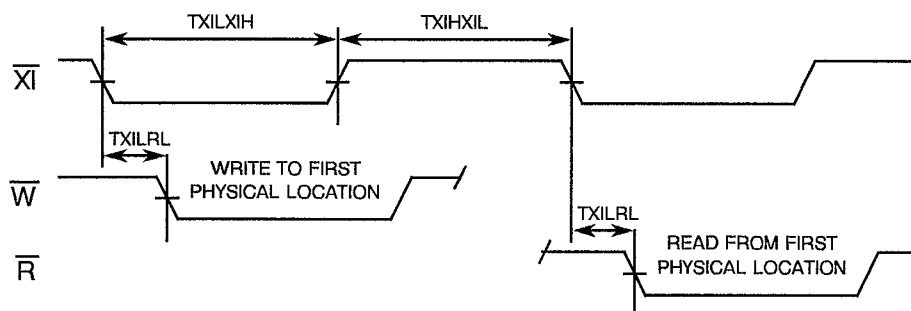 TXILXIH
TXIHXIL
XI
TXILRL
WRITE TO FIRST
PHYSICAL LOCATION
W
TXILRL
READ FROM FIRST
PHYSICAL LOCATION
R